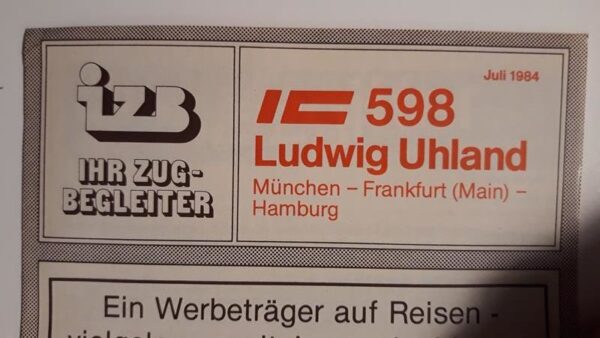 izB
IHR ZUG-
BEGLEITER
Juli 1984
IC 598
Ludwig Uhland
München – Frankfurt (Main) –
Hamburg
Ein Werbeträger auf Reisen -